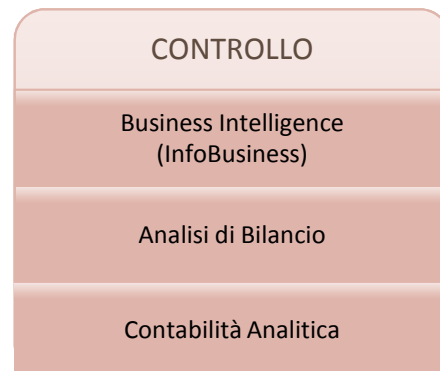 CONTROLLO
Business Intelligence
(InfoBusiness)
Analisi di Bilancio
Contabilità Analitica